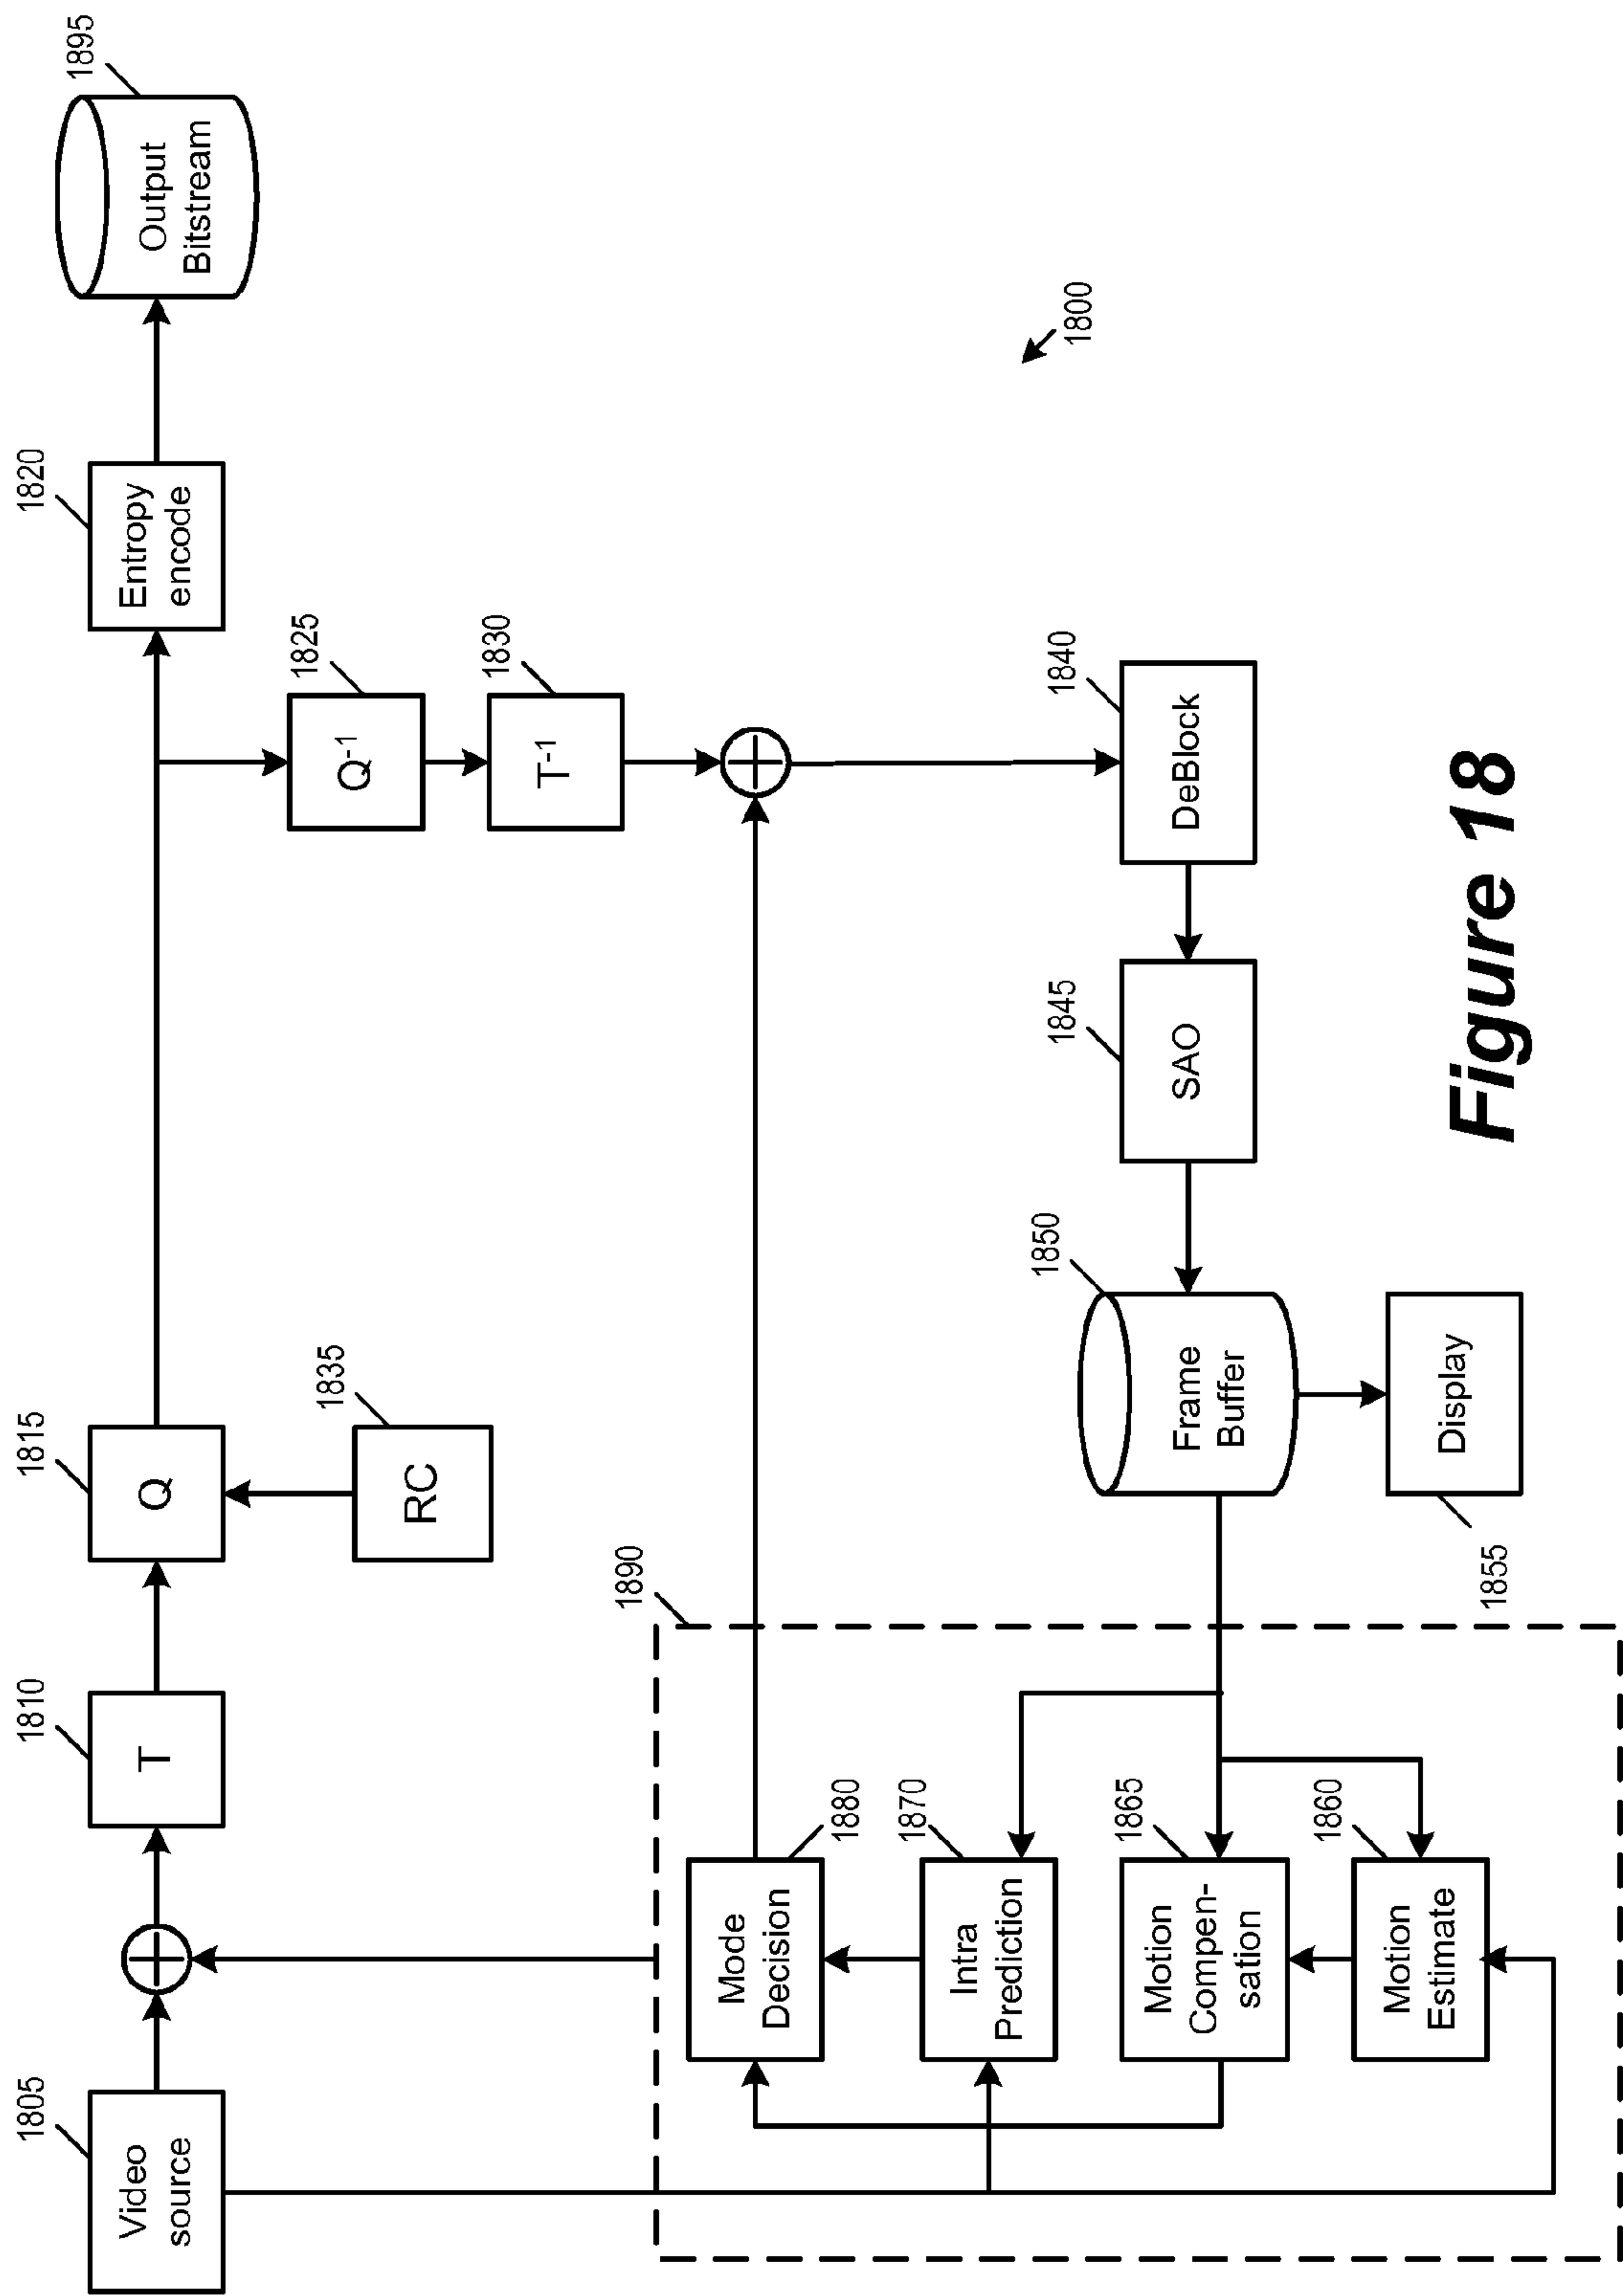 1805
Video
source
1810
T
1815
Q
1835
RC
1820
Entropy
encode
1895
Output
Bitstream
1825
Q-1
1830
T-1
1890
1880
Mode
Decision
1870
Intra
Prediction
1865
Motion
Compen-
sation
1860
Motion
Estimate
1850
Frame
Buffer
1855
Display
1845
SAO
1840
DeBlock
1800
Figure 18